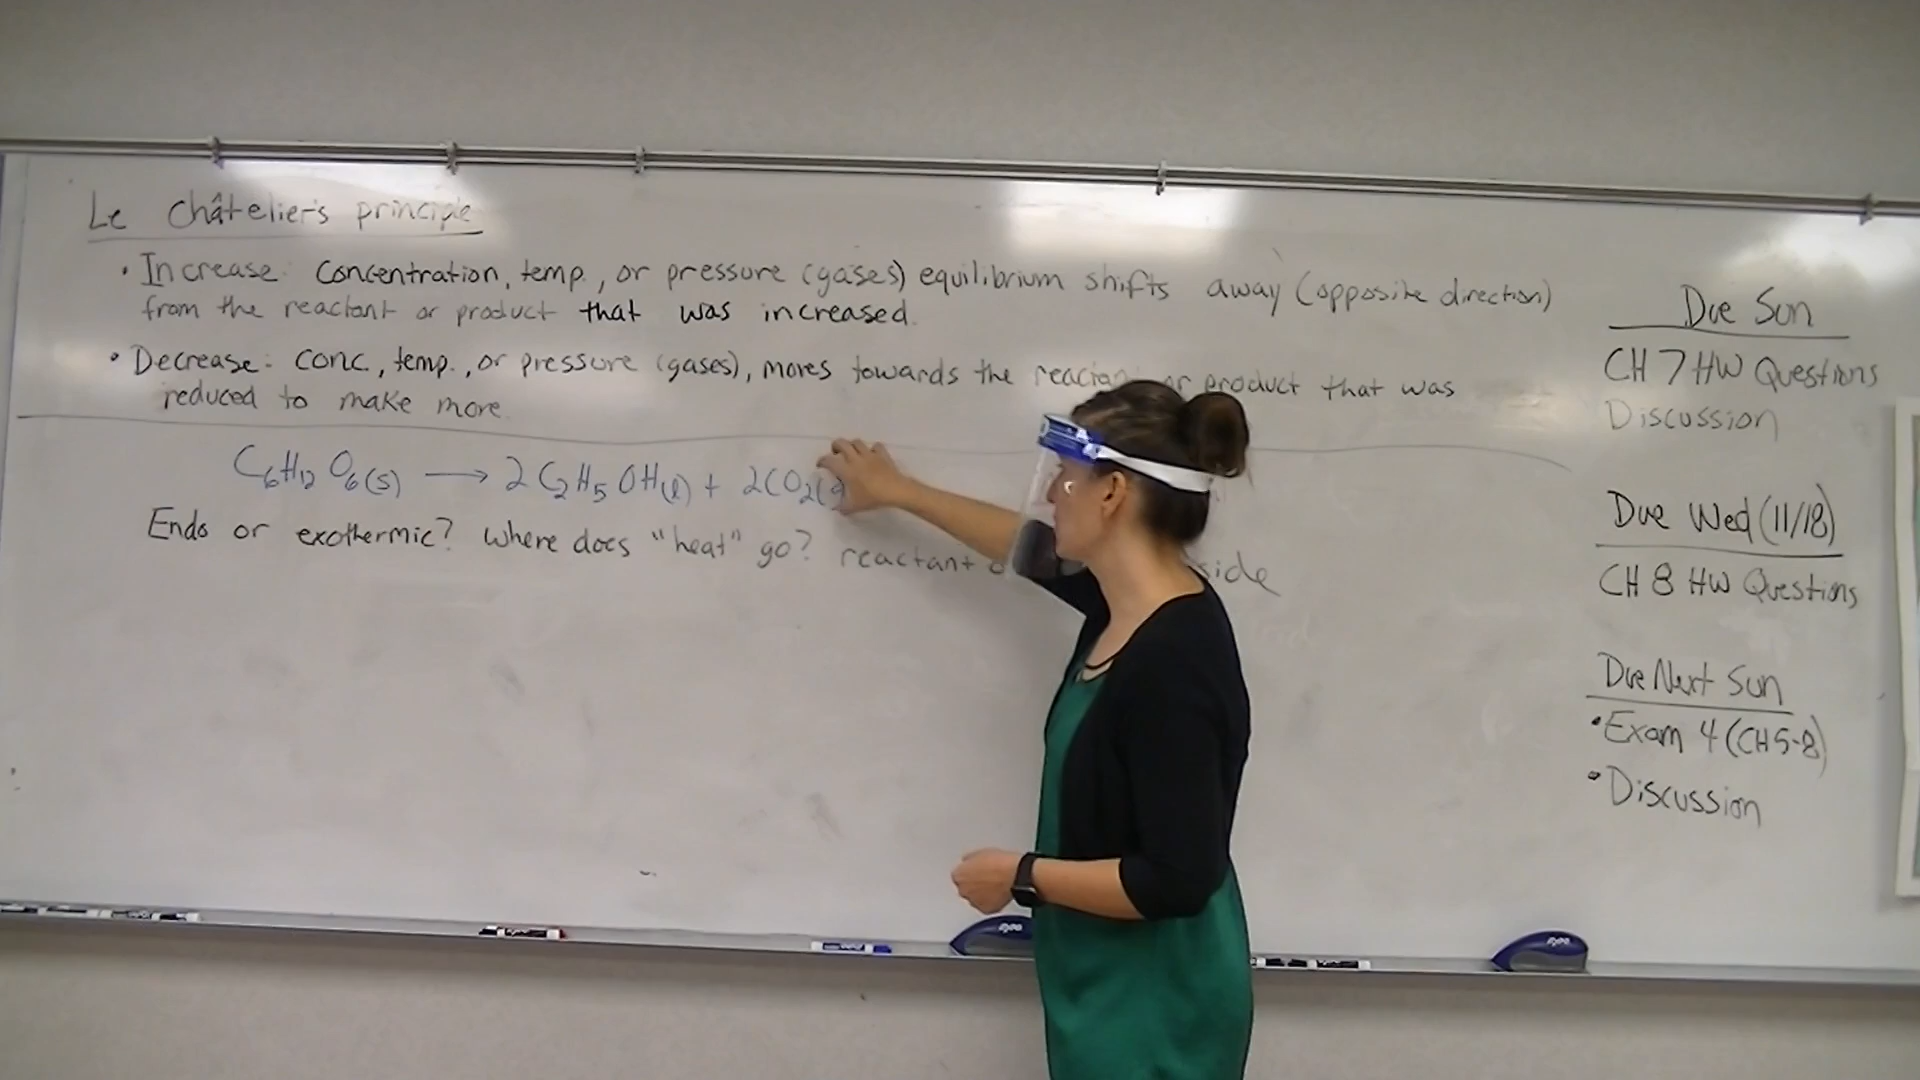 Le Châtelier's principle
• Increase: Concentration, temp., or pressure (gases) equilibrium shifts away (opposite direction)
from the reactant or product that was increased.
• Decrease: conc., temp., or pressure (gases), moves towards the reactant or product that was
reduced to make more
C6H12O6(s) → 2 C2H5OH(l) + 2CO2(g
Endo or exothermic? Where does "heat" go? reactant side
Due Sun
CH 7 HW Questions
Discussion
Due Wed (11/18)
CH 8 HW Questions
Due Next Sun
• Exam 4 (CH 5-8)
• Discussion
expo
expo